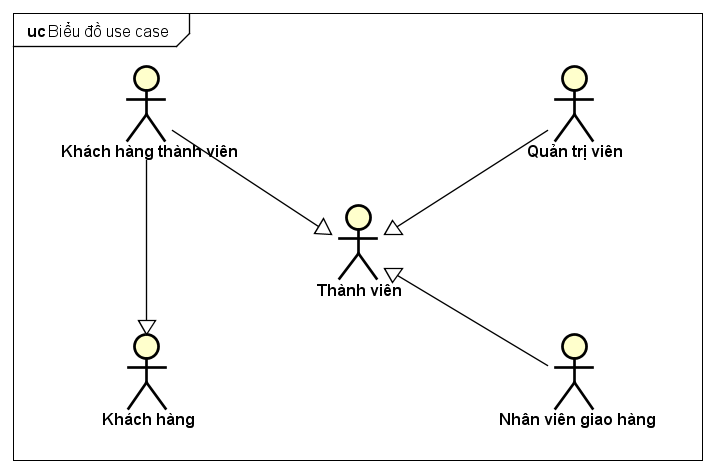 uc Biểu đồ use case
Khách hàng thành viên
Quản trị viên
Thành viên
Khách hàng
Nhân viên giao hàng